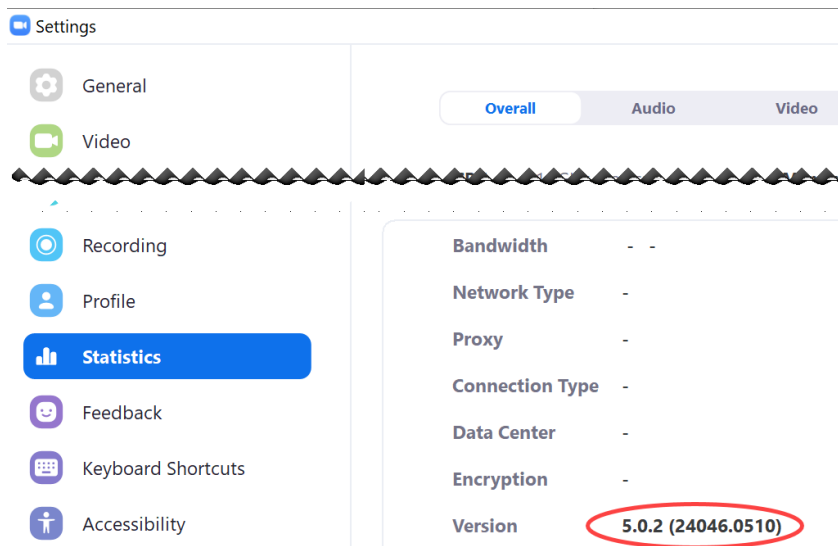 Settings
General
Overall Audio Video
Video
Recording
Bandwidth - -
Profile
Network Type -
Proxy -
Statistics
Connection Type -
Feedback
Data Center -
Keyboard Shortcuts
Encryption -
Accessibility
Version 5.0.2 (24046.0510)